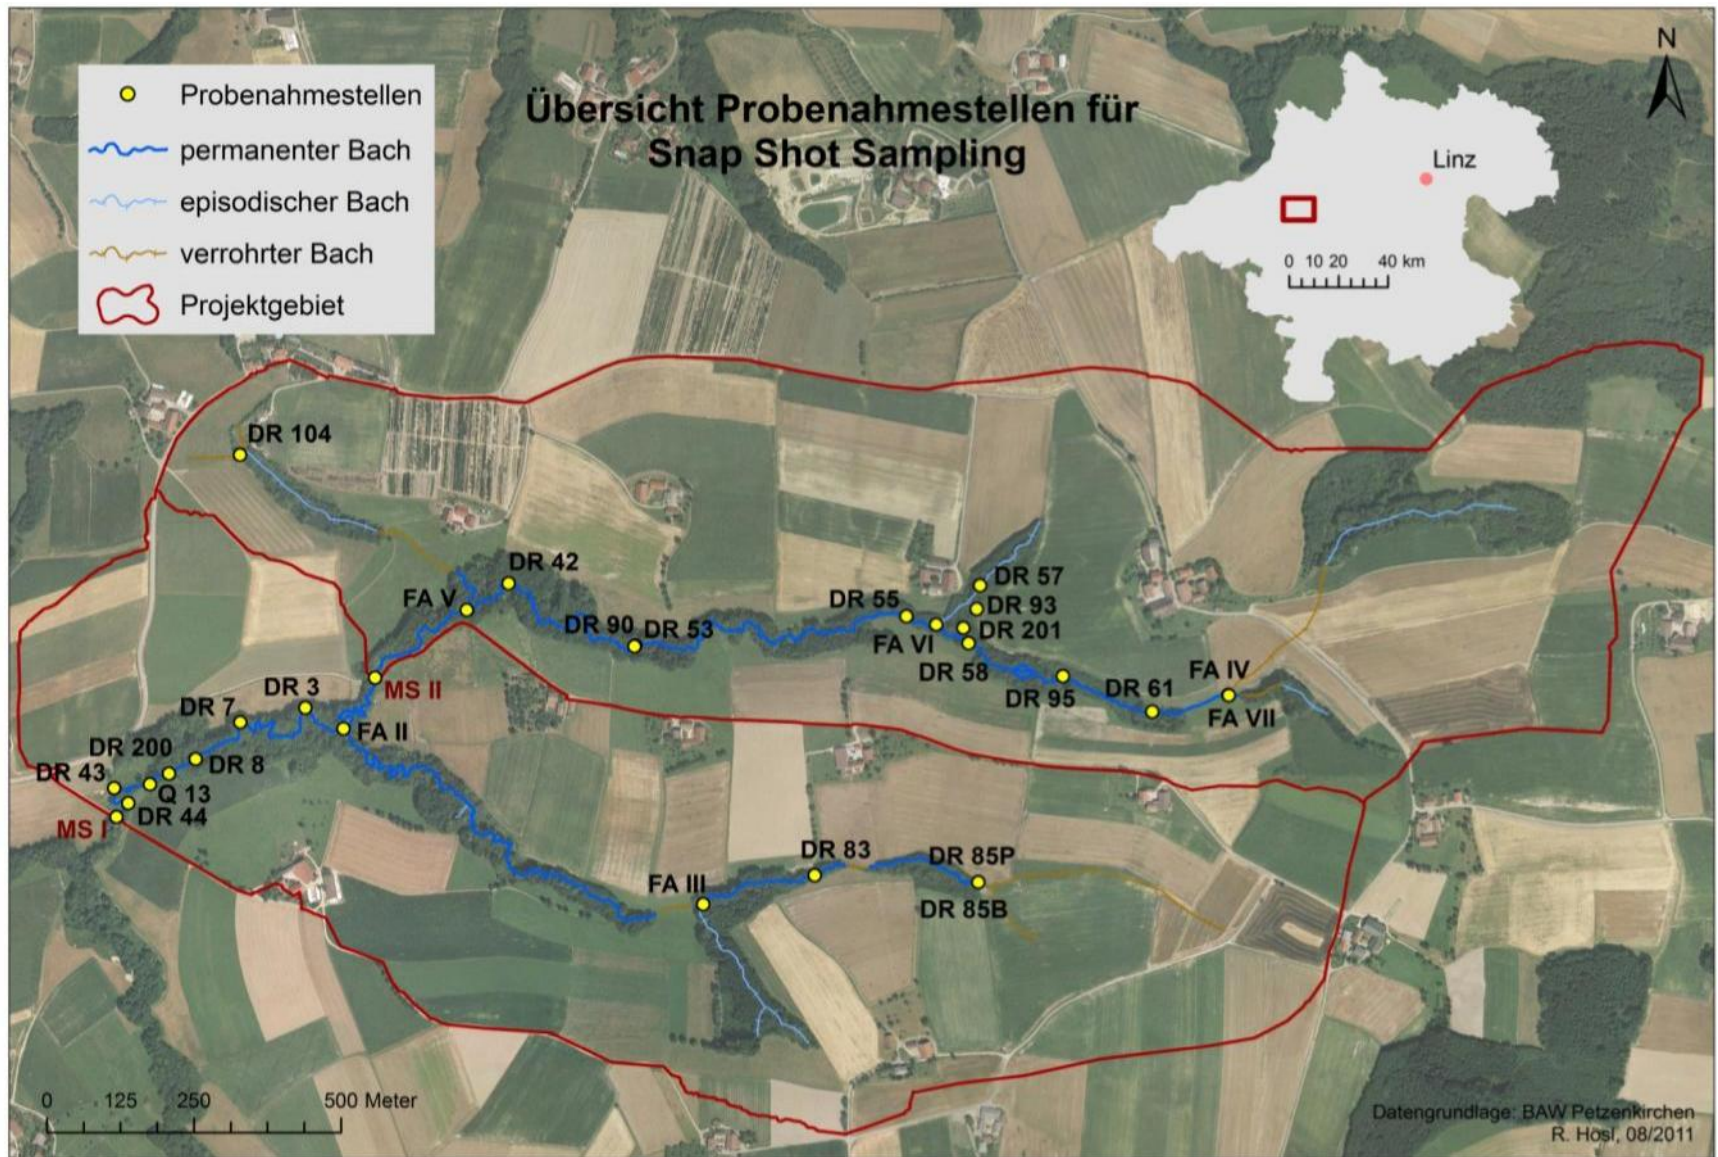 Übersicht Probenahmestellen für
Snap Shot Sampling
Probenahmestellen
permanenter Bach
episodischer Bach
verrohrter Bach
Projektgebiet
N
Linz
0 10 20 40 km
DR 104
DR 42
FA V
DR 90
DR 53
DR 55
FA VI
DR 57
DR 93
DR 201
DR 58
DR 95
DR 61
FA IV
FA VII
MS II
DR 3
DR 7
FA II
DR 200
DR 8
DR 43
Q 13
DR 44
MS I
FA III
DR 83
DR 85P
DR 85B
0 125 250 500 Meter
Datengrundlage: BAW Petzenkirchen
R. Hösl, 08/2011